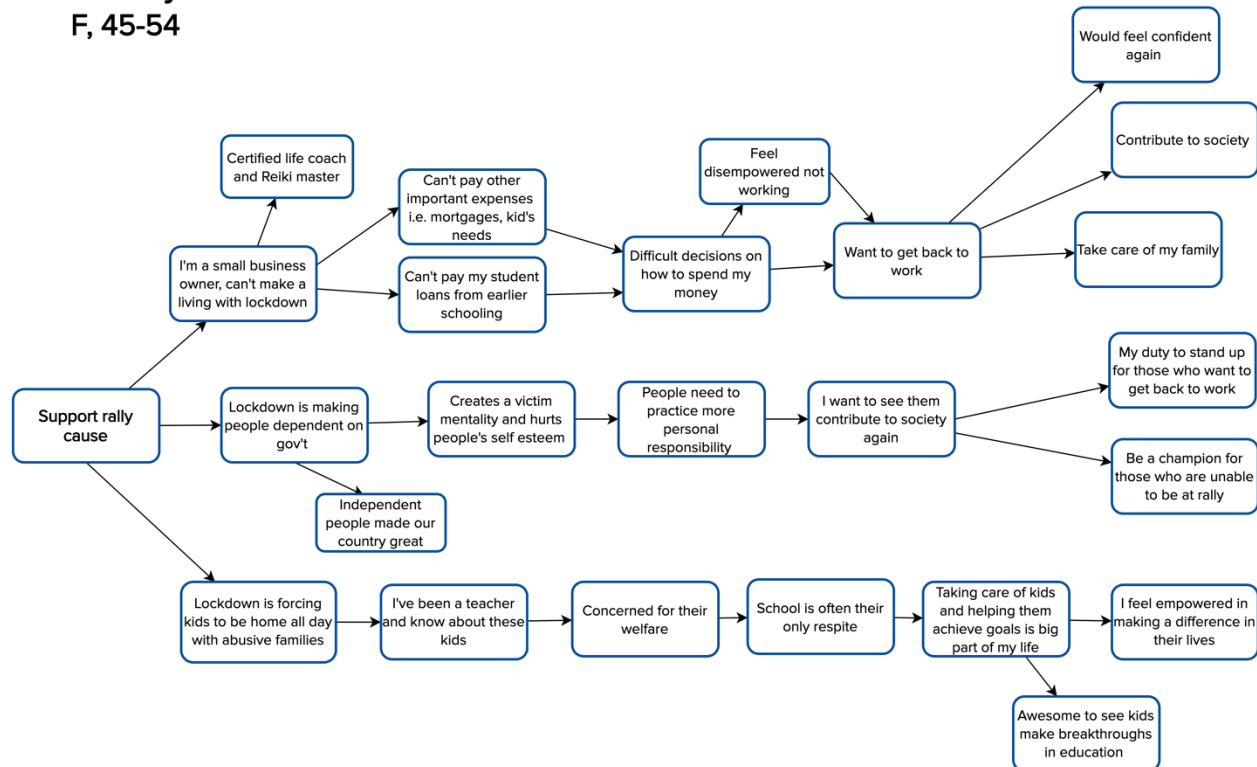 F, 45-54
Would feel confident
again
Certified life coach
and Reiki master
Feel
disempowered not
working
Contribute to society
Can't pay other
important expenses
i.e. mortgages, kid's
needs
I'm a small business
owner, can't make a
living with lockdown
Difficult decisions on
how to spend my
money
Want to get back to
work
Take care of my family
Can't pay my student
loans from earlier
schooling
Support rally
cause
Lockdown is making
people dependent on
gov't
Creates a victim
mentality and hurts
people's self esteem
People need to
practice more
personal
responsibility
I want to see them
contribute to society
again
My duty to stand up
for those who want to
get back to work
Be a champion for
those who are unable
to be at rally
Independent
people made our
country great
Lockdown is forcing
kids to be home all day
with abusive families
I've been a teacher
and know about these
kids
Concerned for their
welfare
School is often their
only respite
Taking care of kids
and helping them
achieve goals is big
part of my life
I feel empowered in
making a difference in
their lives
Awesome to see kids
make breakthroughs
in education